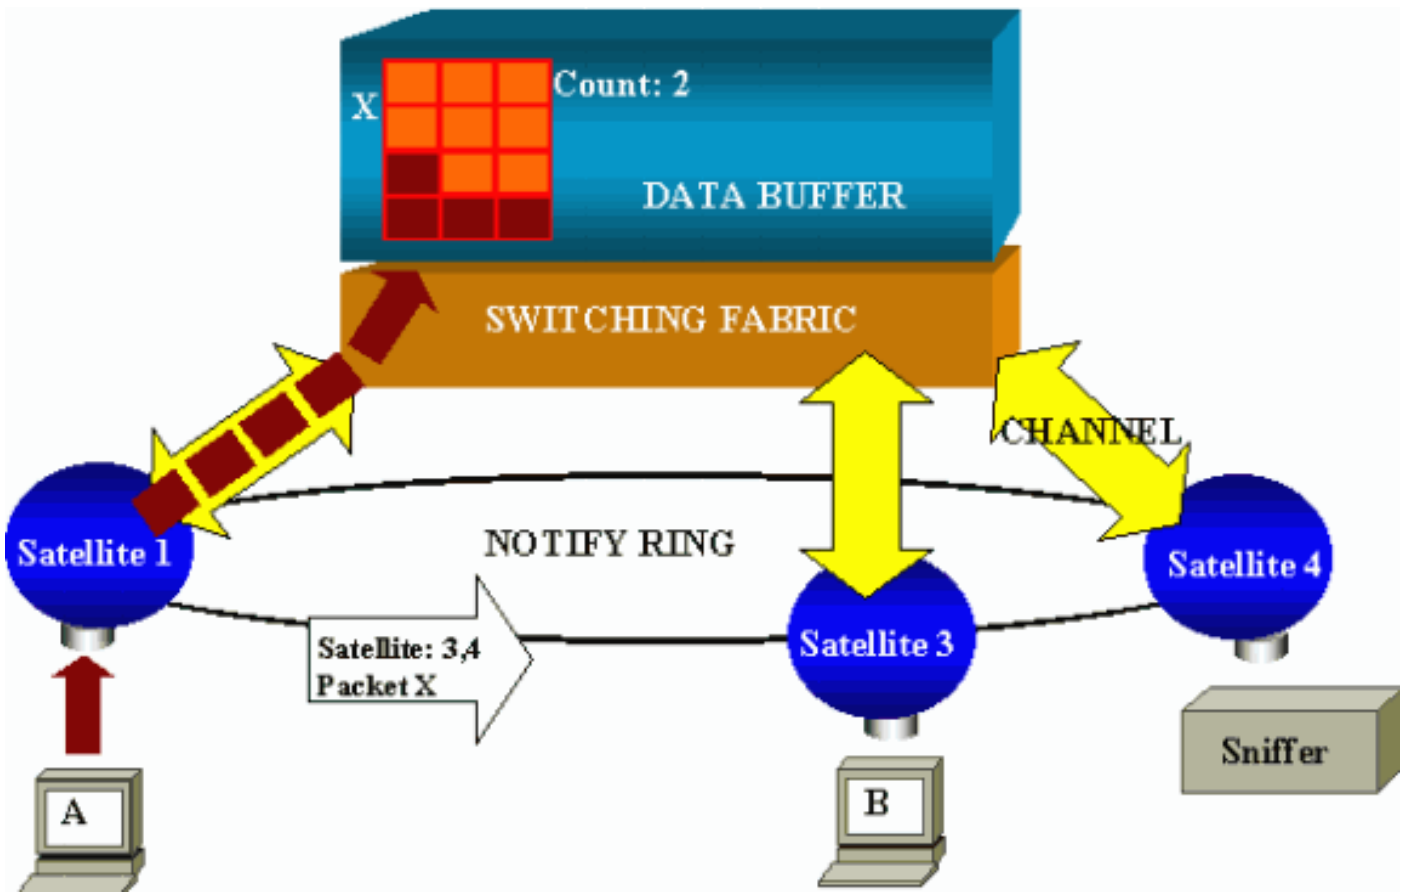 X
Count: 2
DATA BUFFER
SWITCHING FABRIC
CHANNEL
NOTIFY RING
Satellite 1
Satellite 4
Satellite: 3,4
Packet X
Satellite 3
Sniffer
A
B